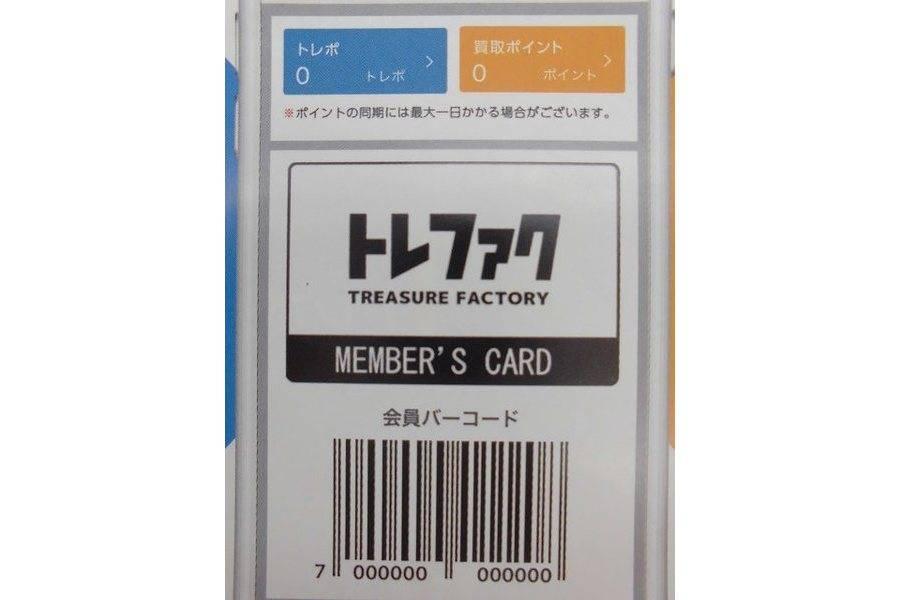 トレポ
0 トレポ
買取ポイント
0 ポイント
※ポイントの同期には最大一日かかる場合がございます。
トレファク
TREASURE FACTORY
MEMBER'S CARD
会員バーコード
7 000000 000000